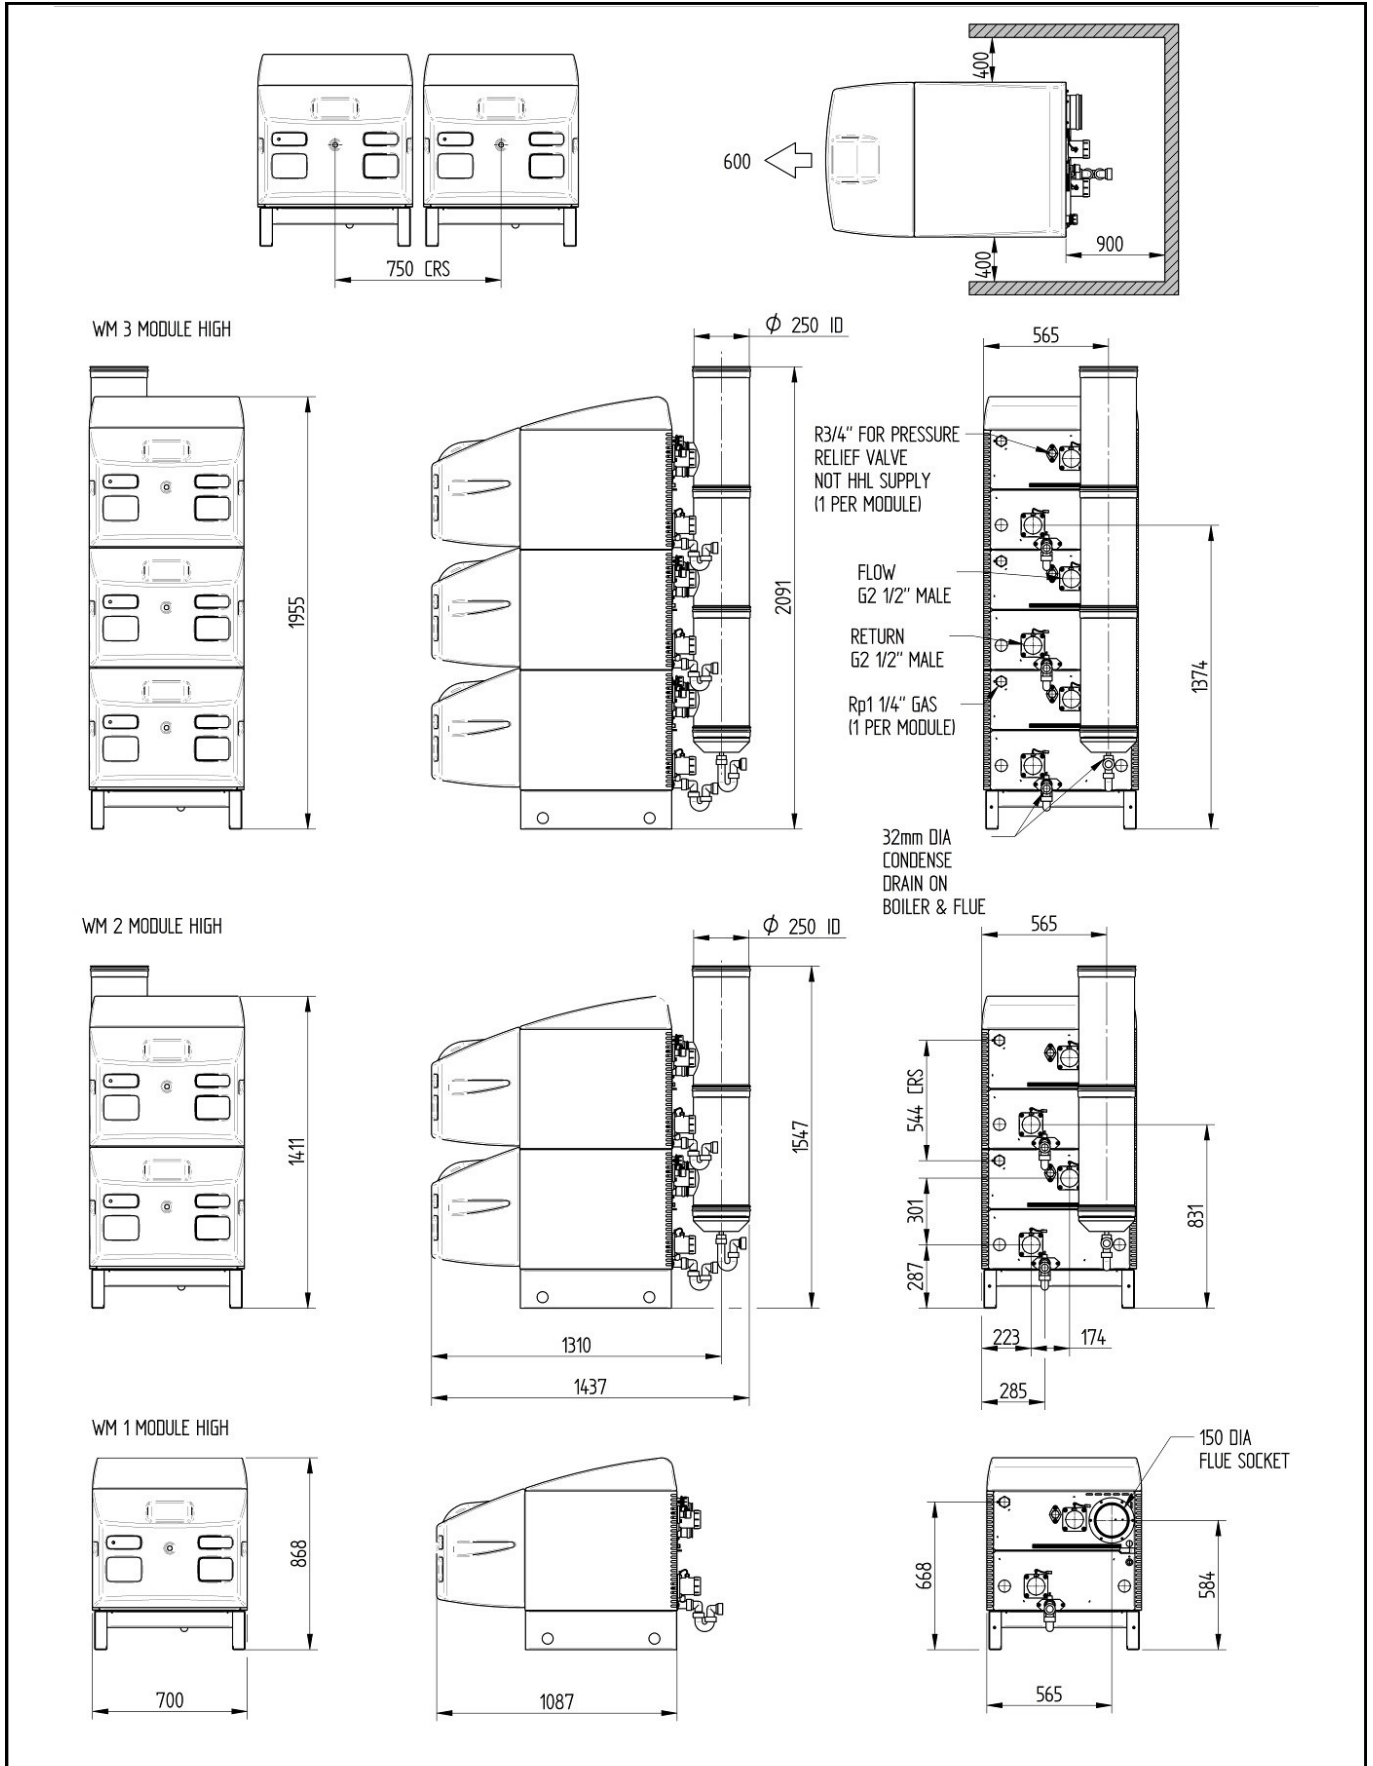 400
600
900
400
750 CRS
WM 3 MODULE HIGH
Ø 250 ID
565
R3/4" FOR PRESSURE
RELIEF VALVE
NOT HHL SUPPLY
(1 PER MODULE)
FLOW
G2 1/2" MALE
RETURN
G2 1/2" MALE
Rp1 1/4" GAS
(1 PER MODULE)
1955
2091
1374
32mm DIA
CONDENSE
DRAIN ON
BOILER & FLUE
WM 2 MODULE HIGH
Ø 250 ID
565
1411
1547
544 CRS
301
287
831
223
174
285
1310
1437
WM 1 MODULE HIGH
150 DIA
FLUE SOCKET
868
668
584
700
1087
565